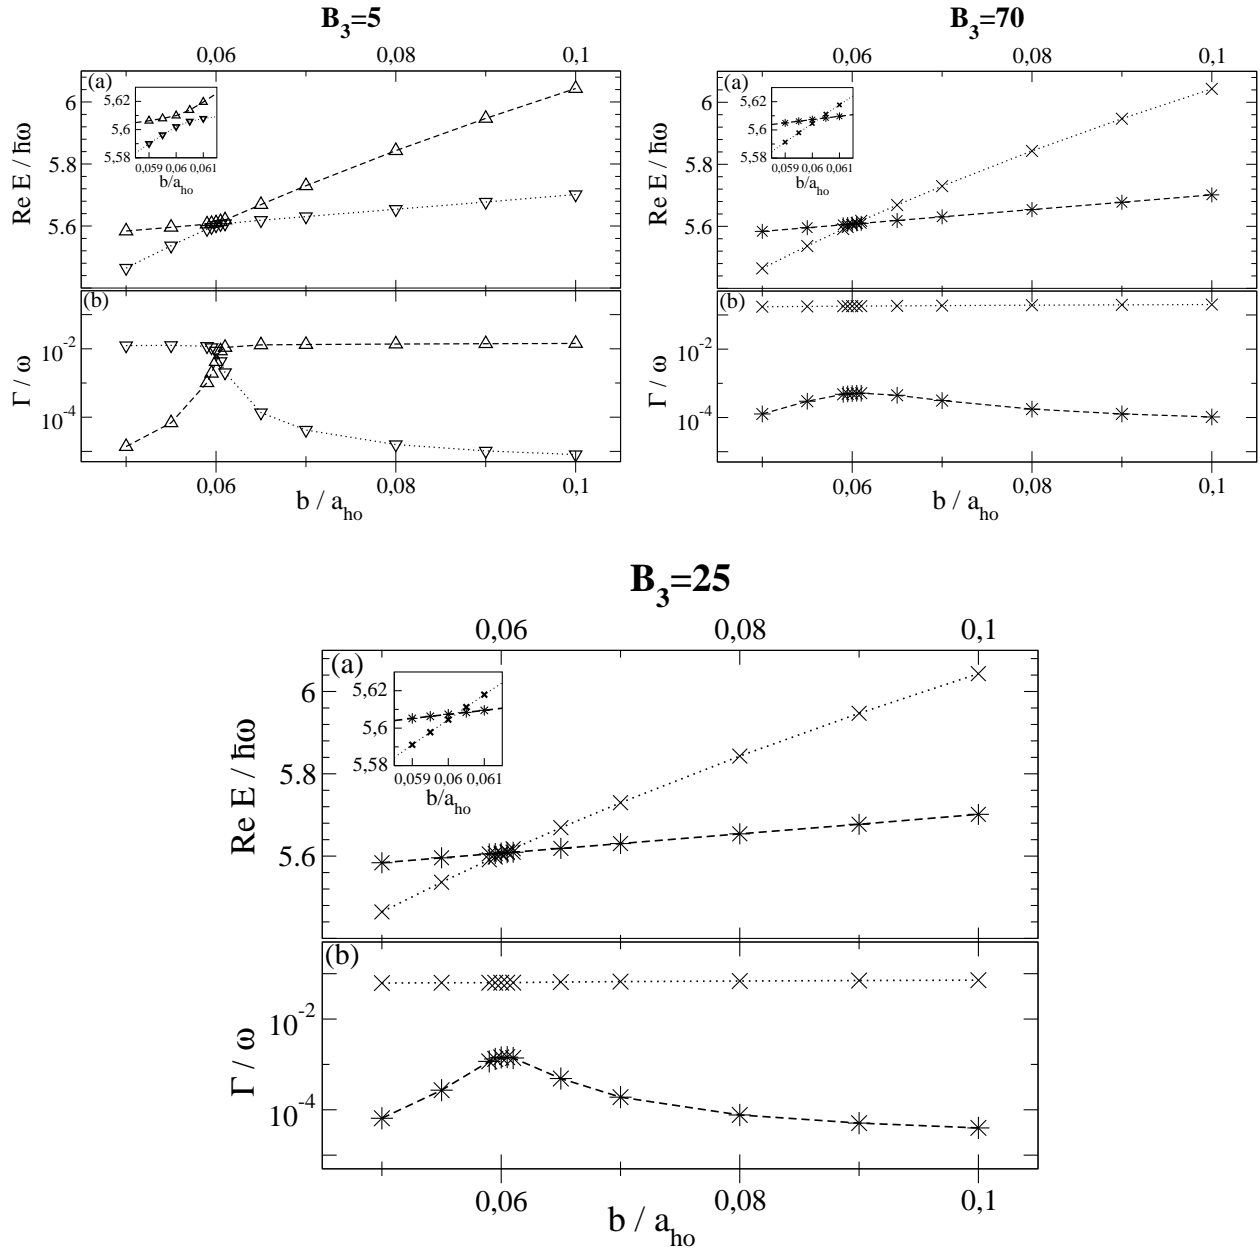 B3=5
0,06 0,08 0,1
(a)
5,62
5,6
5,58
0,059 0,06 0,061
b/aho
6
5.8
5.6
Re E / ħω
(b)
10-2
10-4
Γ / ω
0,06 0,08 0,1
b / aho
B3=70
0,06 0,08 0,1
(a)
5,62
5,6
5,58
0,059 0,06 0,061
b/aho
6
5.8
5.6
Re E / ħω
(b)
10-2
10-4
Γ / ω
0,06 0,08 0,1
b / aho
B3=25
0,06 0,08 0,1
(a)
5,62
5,6
5,58
0,059 0,06 0,061
b/aho
6
5.8
5.6
Re E / ħω
(b)
10-2
10-4
Γ / ω
0,06 0,08 0,1
b / aho